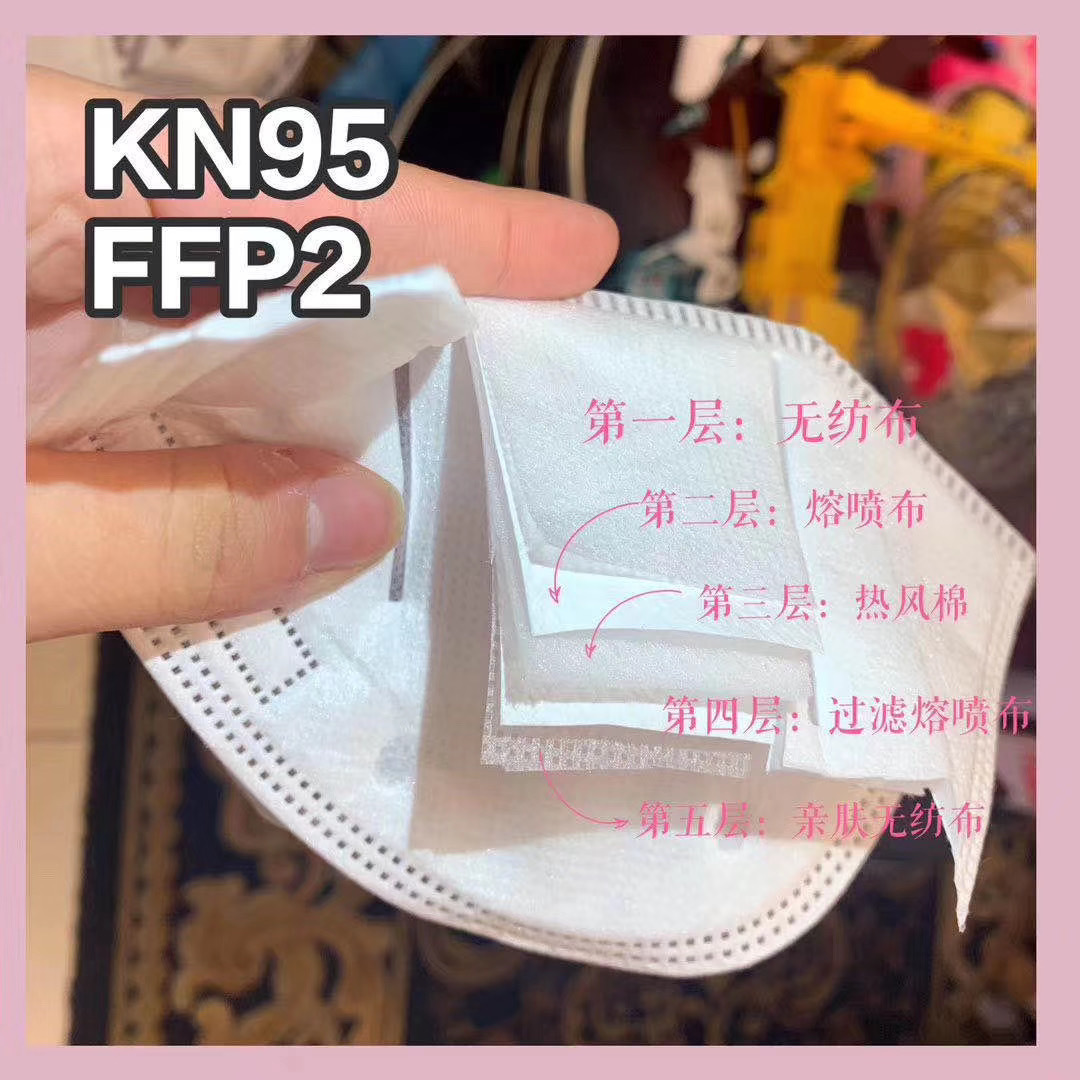 KN95
FFP2
第一层：无纺布
第二层：熔喷布
第三层：热风棉
第四层：过滤熔喷布
第五层：亲肤无纺布